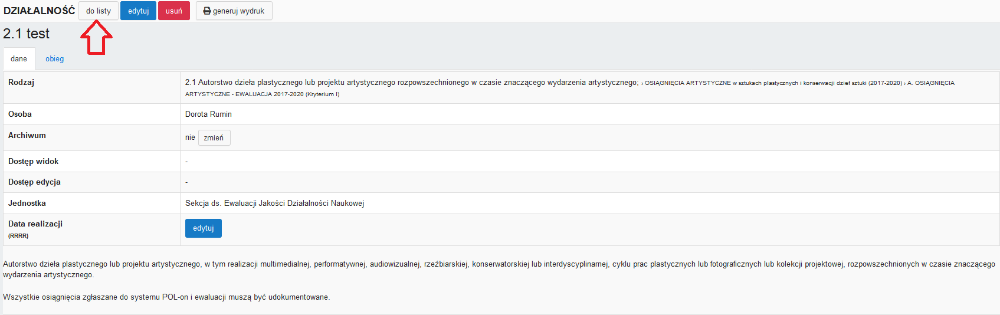 DZIAŁALNOŚĆ do listy edytuj usuń generuj wydruk
2.1 test
dane obieg
Rodzaj 2.1 Autorstwo dzieła plastycznego lub projektu artystycznego rozpowszechnionego w czasie znaczącego wydarzenia artystycznego; › OSIĄGNIĘCIA ARTYSTYCZNE w sztukach plastycznych i konserwacji dzieł sztuki (2017-2020) › A. OSIĄGNIĘCIA
ARTYSTYCZNE - EWALUACJA 2017-2020 (Kryterium I)
Osoba Dorota Rumin
Archiwum nie zmień
Dostęp widok -
Dostęp edycja -
Jednostka Sekcja ds. Ewaluacji Jakości Działalności Naukowej
Data realizacji edytuj
(RRRR)
Autorstwo dzieła plastycznego lub projektu artystycznego, w tym realizacji multimedialnej, performatywnej, audiowizualnej, rzeźbiarskiej, konserwatorskiej lub interdyscyplinarnej, cyklu prac plastycznych lub fotograficznych lub kolekcji projektowej, rozpowszechnionych w czasie znaczącego
wydarzenia artystycznego.
Wszystkie osiągnięcia zgłaszane do systemu POL-on i ewaluacji muszą być udokumentowane.